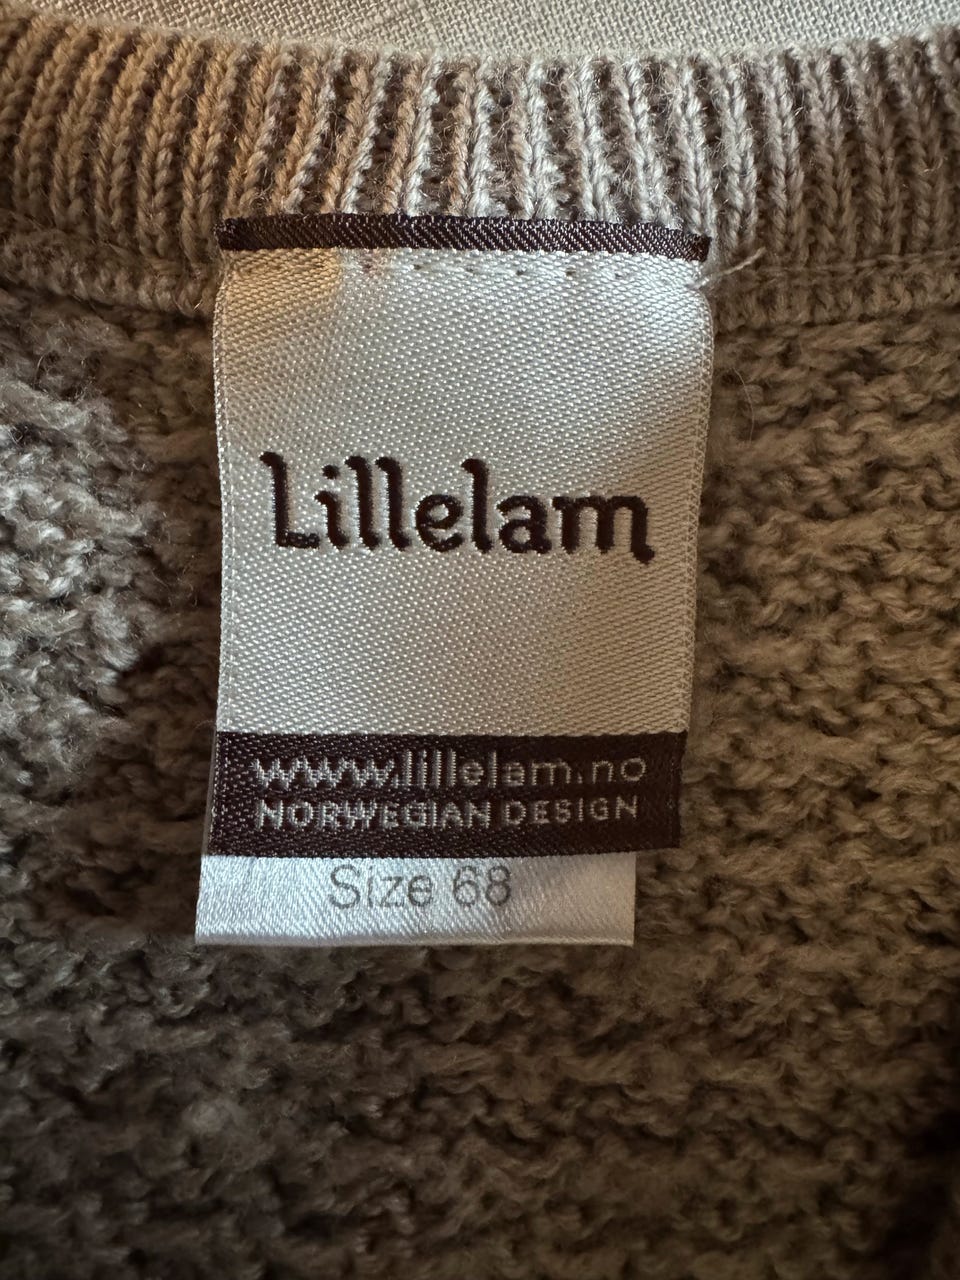 Lillelam
www.lillelam.no
NORWEGIAN DESIGN
Size 68